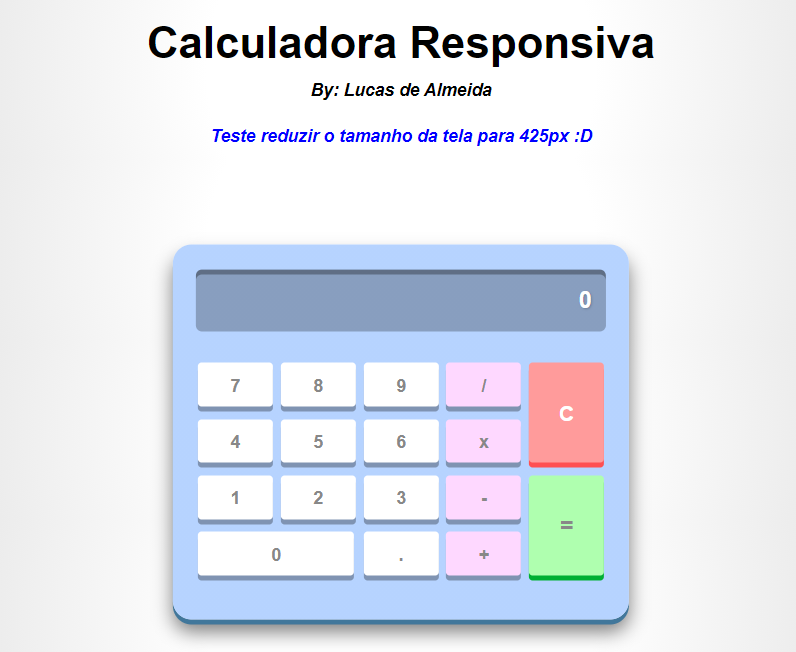 Calculadora Responsiva
By: Lucas de Almeida
Teste reduzir o tamanho da tela para 425px :D
0
7 8 9 / C
4 5 6 x
1 2 3 - =
0 . +